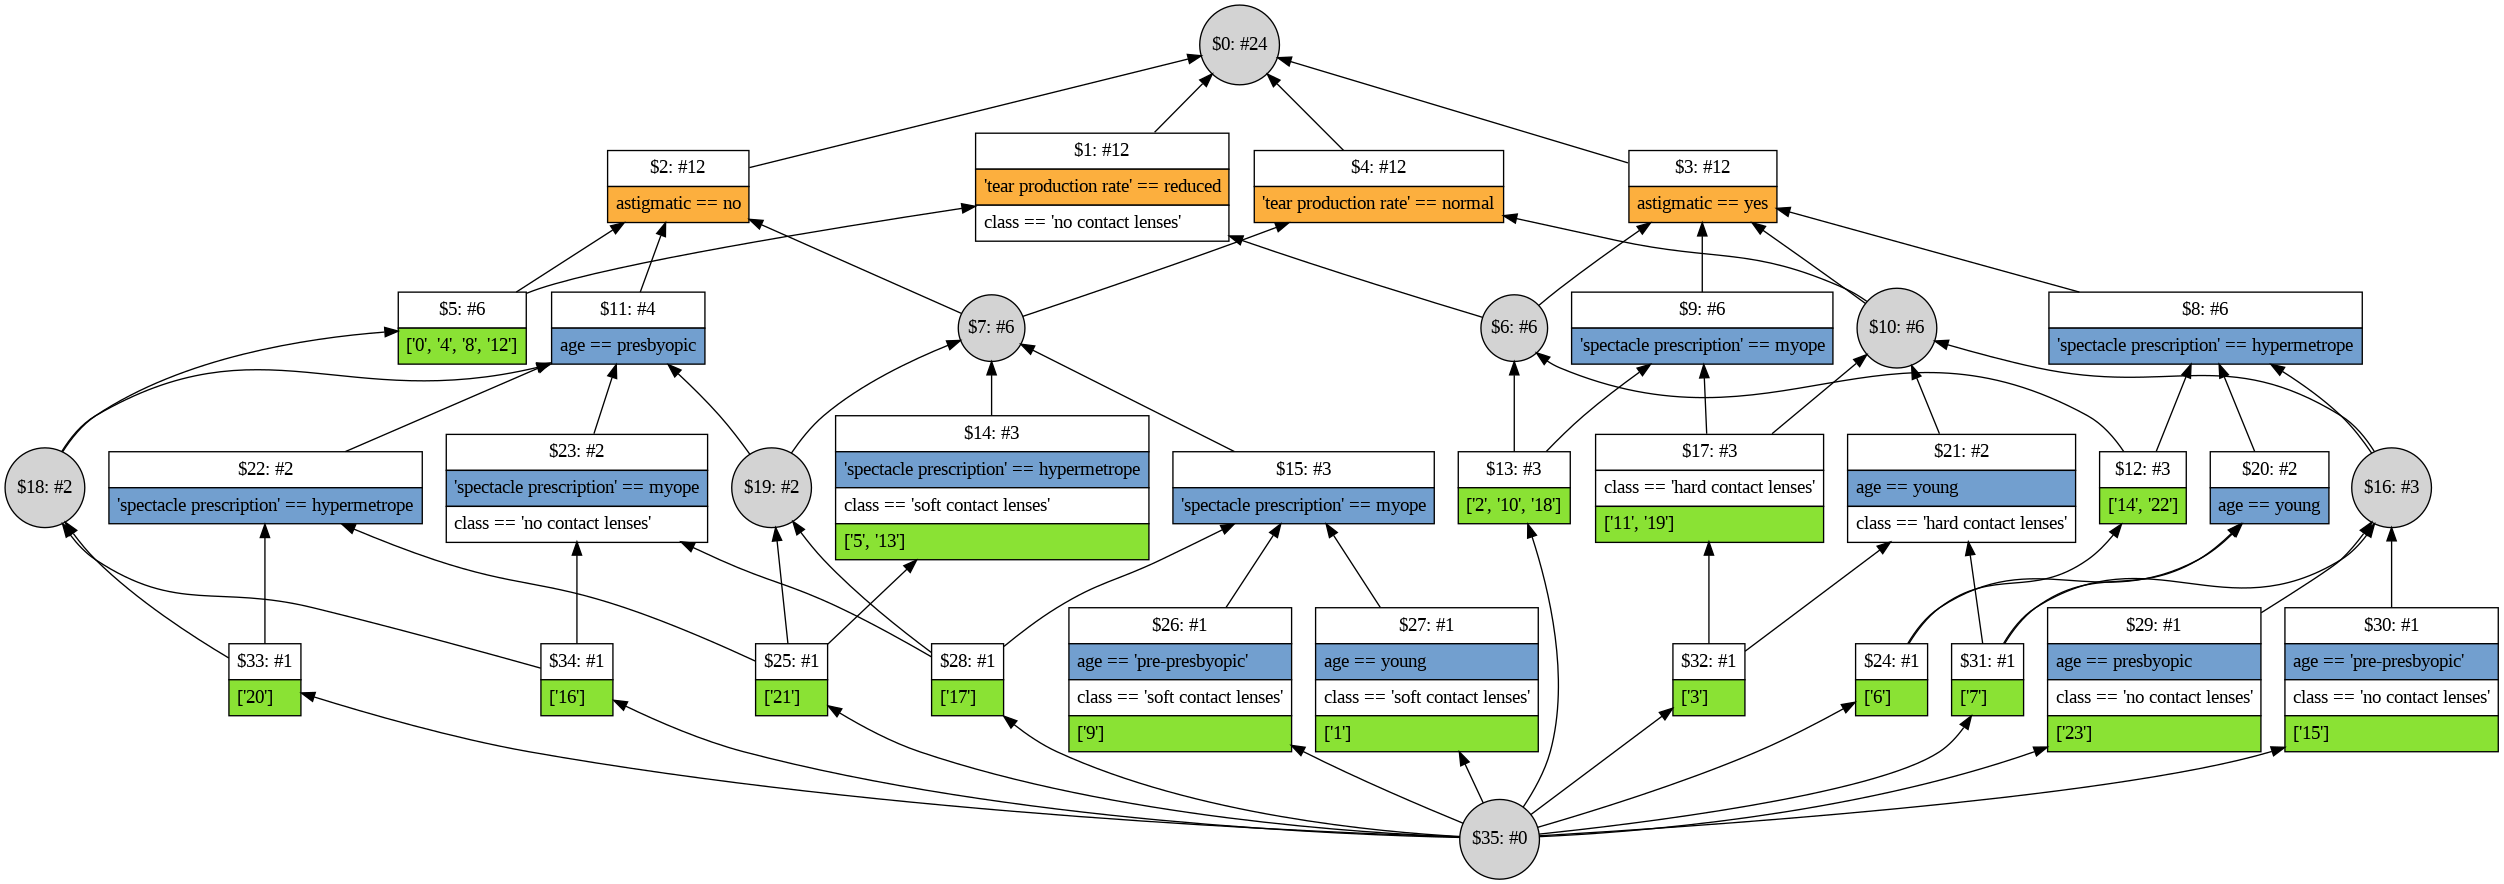 $0: #24
$2: #12
astigmatic == no
$1: #12
'tear production rate' == reduced
class == 'no contact lenses'
$4: #12
'tear production rate' == normal
$3: #12
astigmatic == yes
$5: #6
['0', '4', '8', '12']
$11: #4
age == presbyopic
$7: #6
$6: #6
$9: #6
'spectacle prescription' == myope
$10: #6
$8: #6
'spectacle prescription' == hypermetrope
$18: #2
$22: #2
'spectacle prescription' == hypermetrope
$23: #2
'spectacle prescription' == myope
class == 'no contact lenses'
$19: #2
$14: #3
'spectacle prescription' == hypermetrope
class == 'soft contact lenses'
['5', '13']
$15: #3
'spectacle prescription' == myope
$13: #3
['2', '10', '18']
$17: #3
class == 'hard contact lenses'
['11', '19']
$21: #2
age == young
class == 'hard contact lenses'
$12: #3
['14', '22']
$20: #2
age == young
$16: #3
$33: #1
['20']
$34: #1
['16']
$25: #1
['21']
$28: #1
['17']
$26: #1
age == 'pre-presbyopic'
class == 'soft contact lenses'
['9']
$27: #1
age == young
class == 'soft contact lenses'
['1']
$32: #1
['3']
$24: #1
['6']
$31: #1
['7']
$29: #1
age == presbyopic
class == 'no contact lenses'
['23']
$30: #1
age == 'pre-presbyopic'
class == 'no contact lenses'
['15']
$35: #0